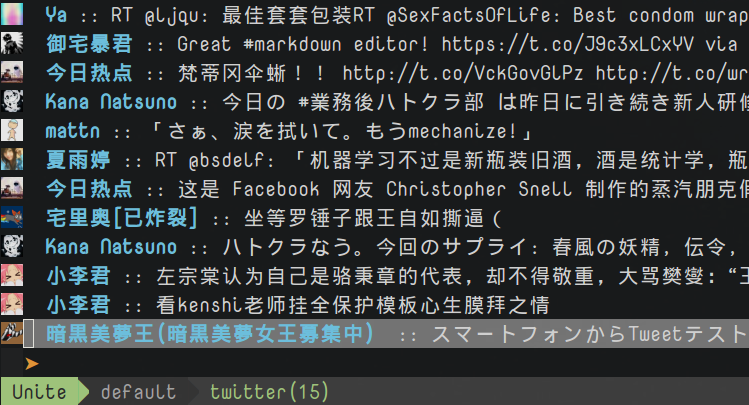 Ya :: RT @ljqu: 最佳套套包装RT @SexFactsOfLife: Best condom wrap
御宅暴君 :: Great #markdown editor! https://t.co/J9c3xLCxYV via
今日热点 :: 梵蒂冈伞蜥！！ http://t.co/VckGovGlPz http://t.co/wr
Kana Natsuno :: 今日の #業務後ハトクラ部 は昨日に引き続き新人研修
mattn :: 「さぁ、涙を拭いて。もうmechanize!」
夏雨婷 :: RT @bsdelf: 「机器学习不过是新瓶装旧酒，酒是统计学，瓶
今日热点 :: 这是 Facebook 网友 Christopher Snell 制作的蒸汽朋克
宅里奥[已炸裂] :: 坐等罗锤子跟王自如撕逼（
Kana Natsuno :: ハトクラなう。今回のサプライ: 春風の妖精, 伝令,
小李君 :: 左宗棠认为自己是骆秉章的代表，却不得敬重，大骂樊燮：“王
小李君 :: 看kenshi老师挂全保护模板心生膜拜之情
暗黒美夢王(暗黒美夢女王募集中) :: スマートフォンからTweetテスト
➤
Unite default twitter(15)